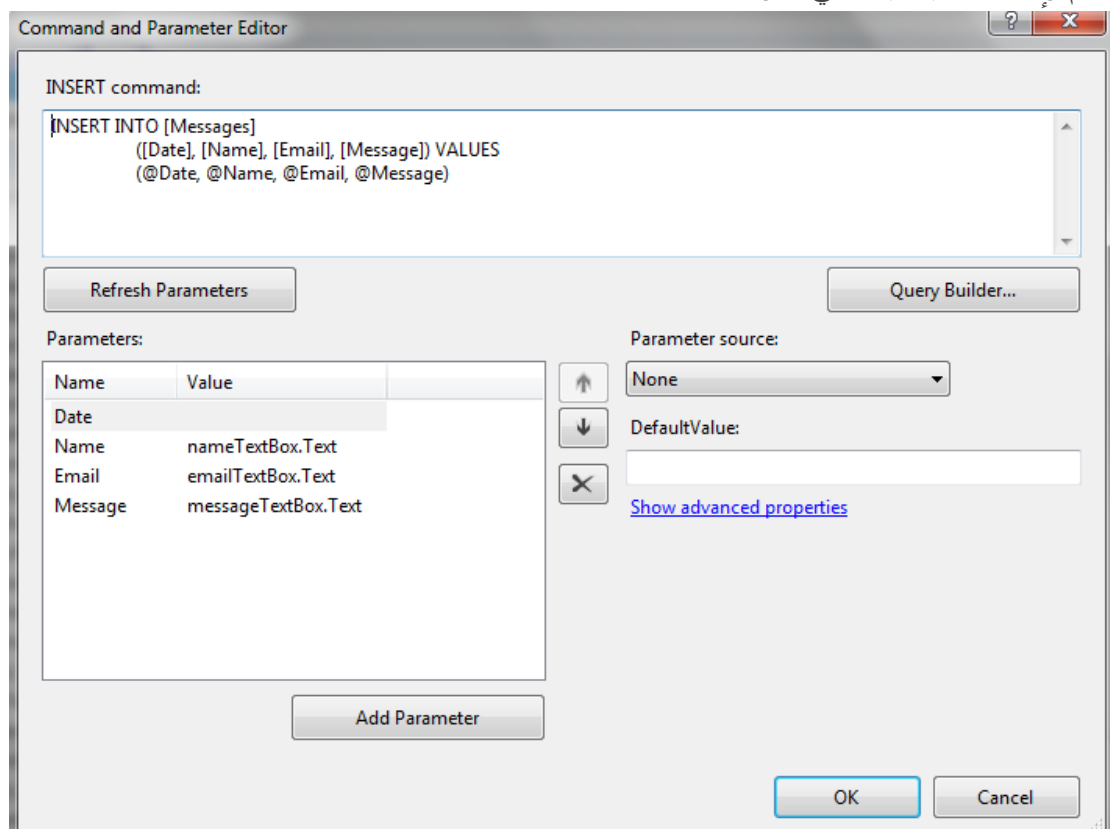 Command and Parameter Editor
?
INSERT command:
INSERT INTO [Messages]
([Date], [Name], [Email], [Message]) VALUES
(@Date, @Name, @Email, @Message)
Refresh Parameters
Query Builder...
Parameters:
Parameter source:
Name Value
None
Date
DefaultValue:
Name nameTextBox.Text
Email emailTextBox.Text
Message messageTextBox.Text
Show advanced properties
Add Parameter
OK
Cancel